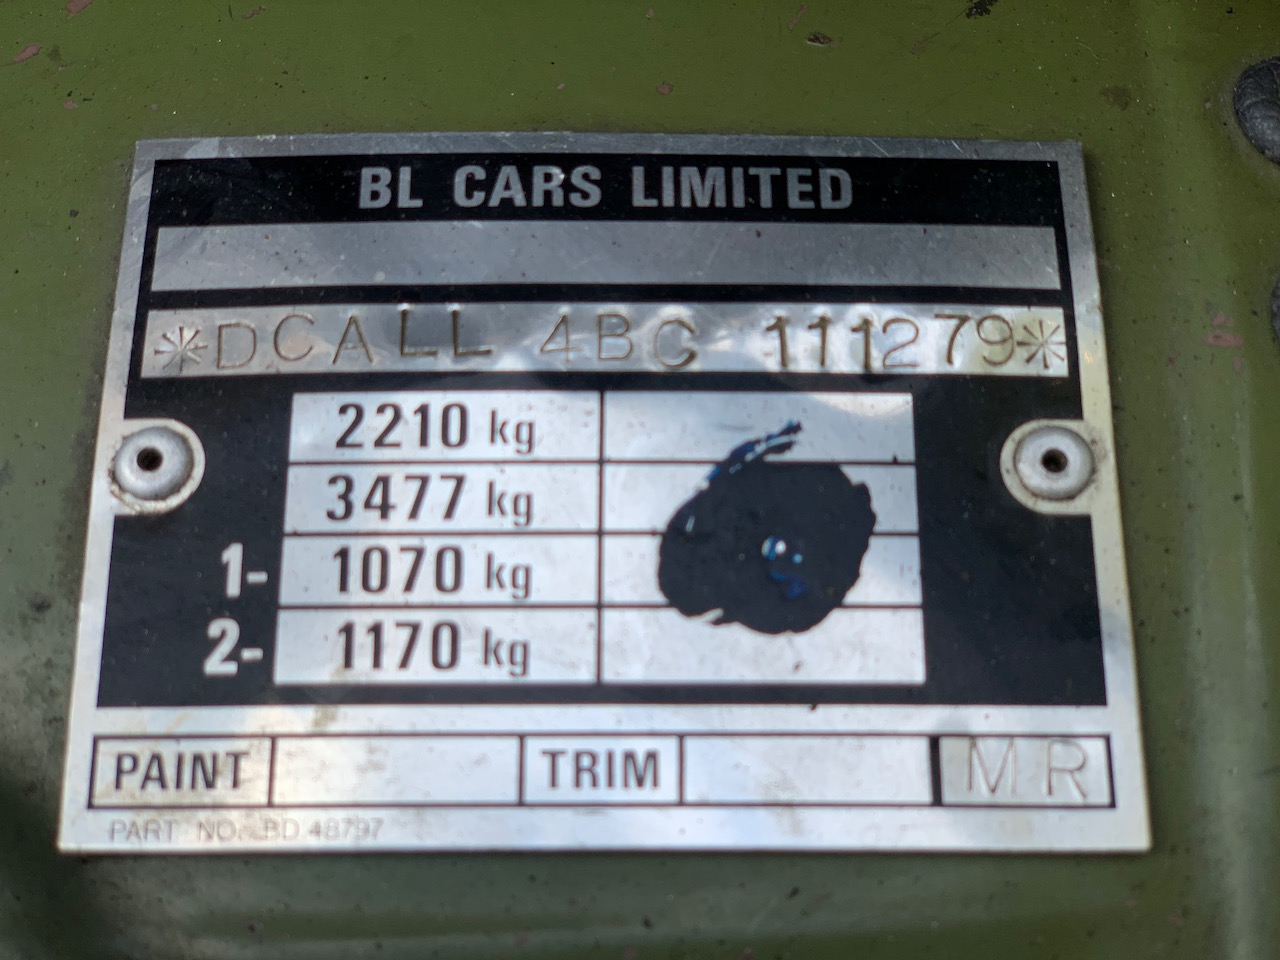 BL CARS LIMITED
*DCALL 4BC 111279*
2210 kg
3477 kg
1- 1070 kg
2- 1170 kg
PAINT TRIM MR
PART NO. BD 48797